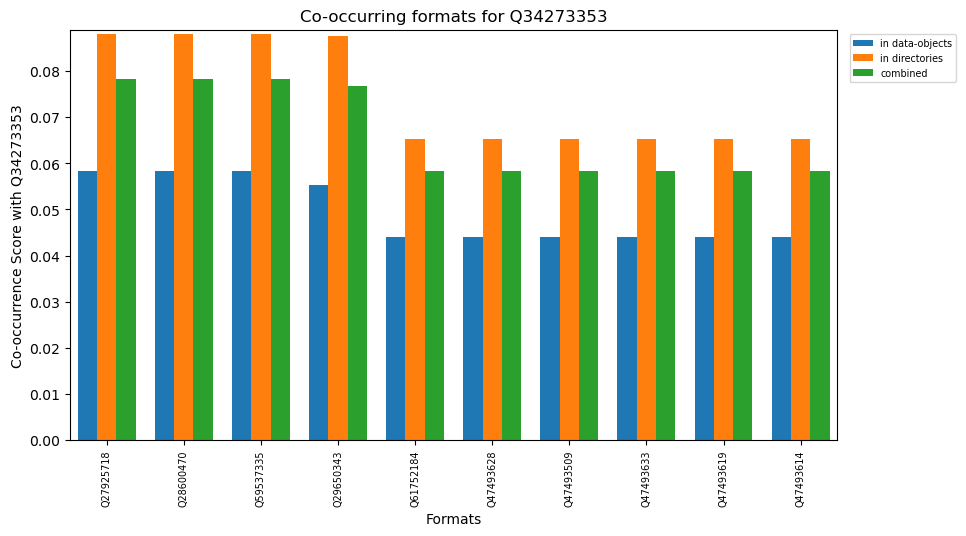 Co-occurring formats for Q34273353
in data-objects
in directories
combined
Co-occurrence Score with Q34273353
0.08
0.07
0.06
0.05
0.04
0.03
0.02
0.01
0.00
Q27925718
Q28600470
Q59537335
Q29650343
Q61752184
Q47493628
Q47493509
Q47493633
Q47493619
Q47493614
Formats